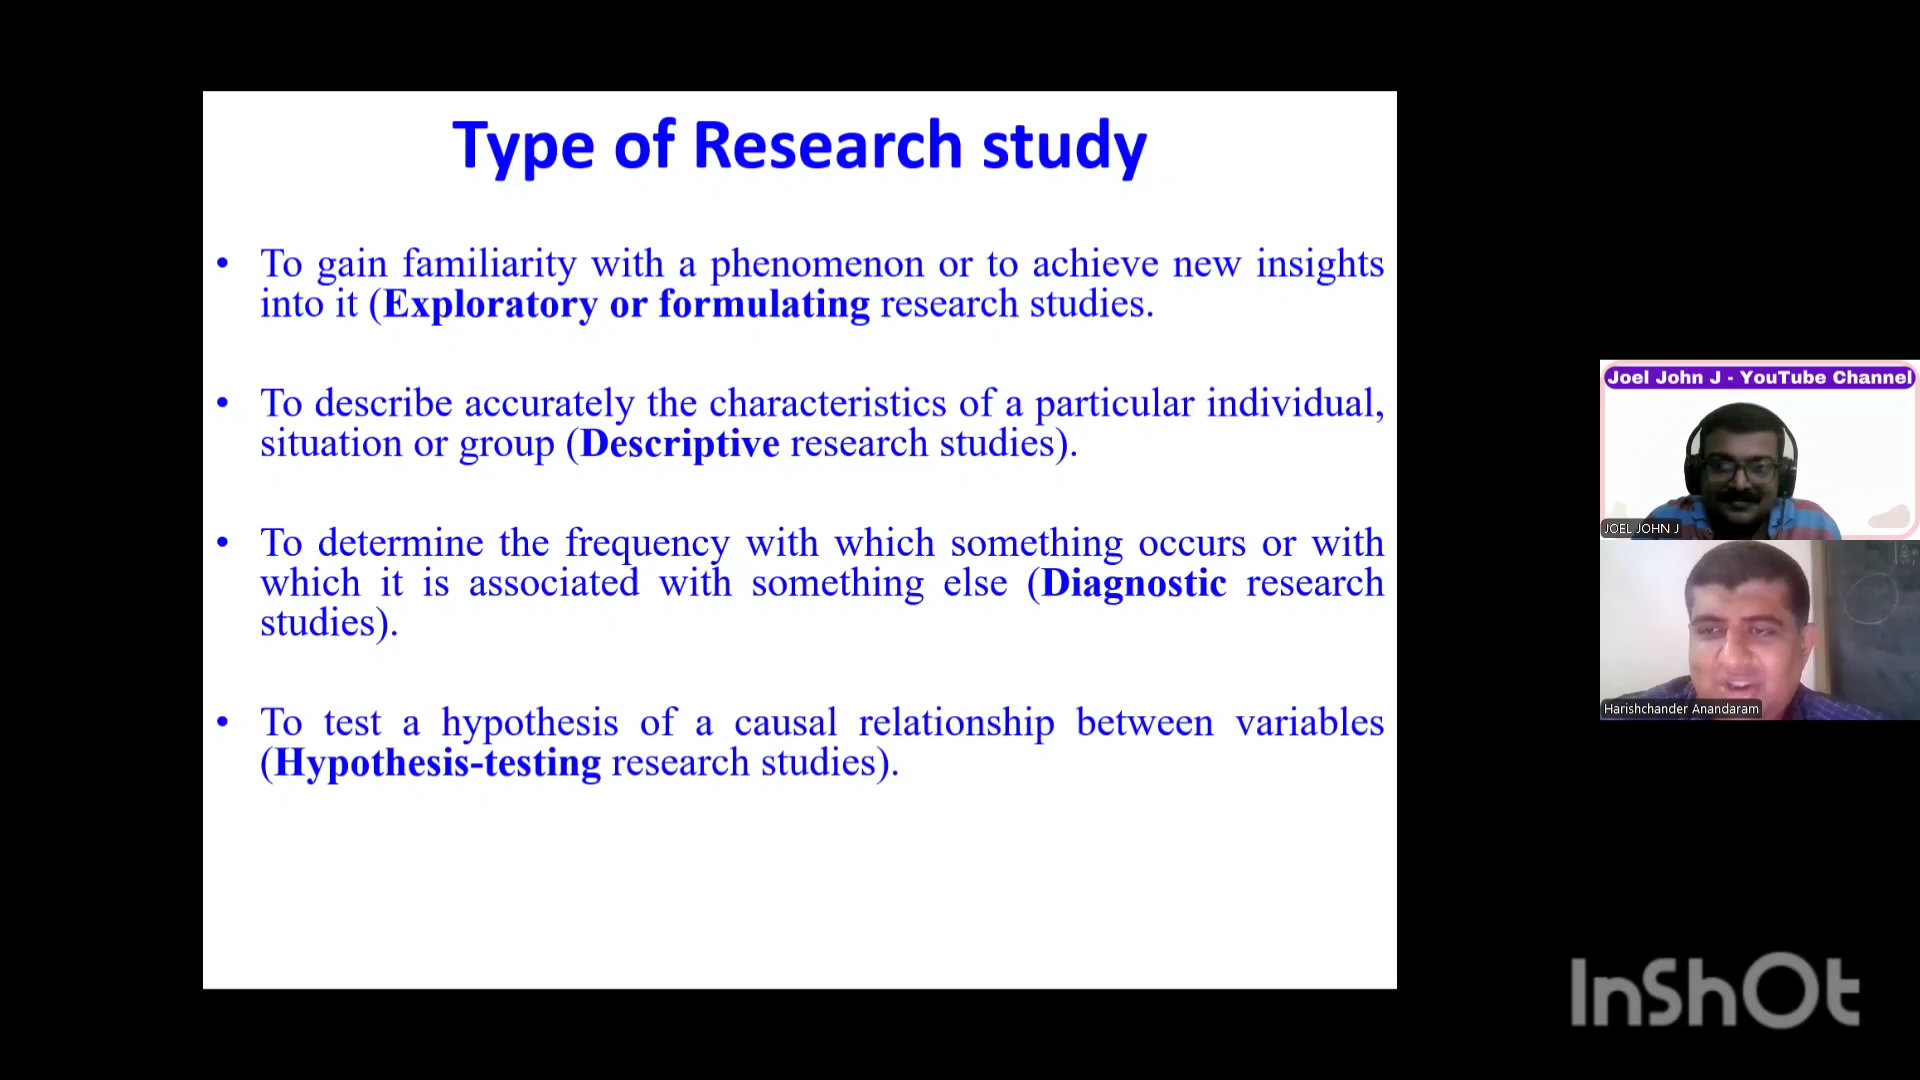 Type of Research study
• To gain familiarity with a phenomenon or to achieve new insights
into it (Exploratory or formulating research studies.
• To describe accurately the characteristics of a particular individual,
situation or group (Descriptive research studies).
• To determine the frequency with which something occurs or with
which it is associated with something else (Diagnostic research
studies).
• To test a hypothesis of a causal relationship between variables
(Hypothesis-testing research studies).
Joel John J - YouTube Channel
JOEL JOHN J
Harishchander Anandaram
InShOt